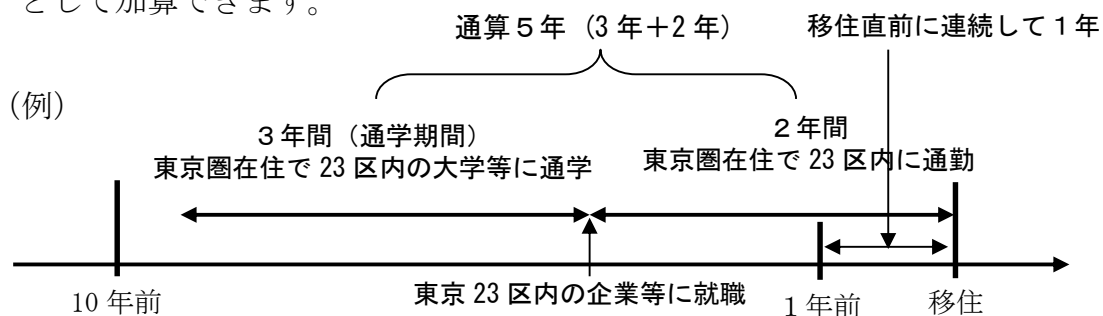 として加算できます。
通算５年（3 年＋2 年）
移住直前に連続して１年
（例）
３年間（通学期間）
東京圏在住で 23 区内の大学等に通学
２年間
東京圏在住で 23 区内に通勤
10 年前
東京 23 区内の企業等に就職
１年前
移住